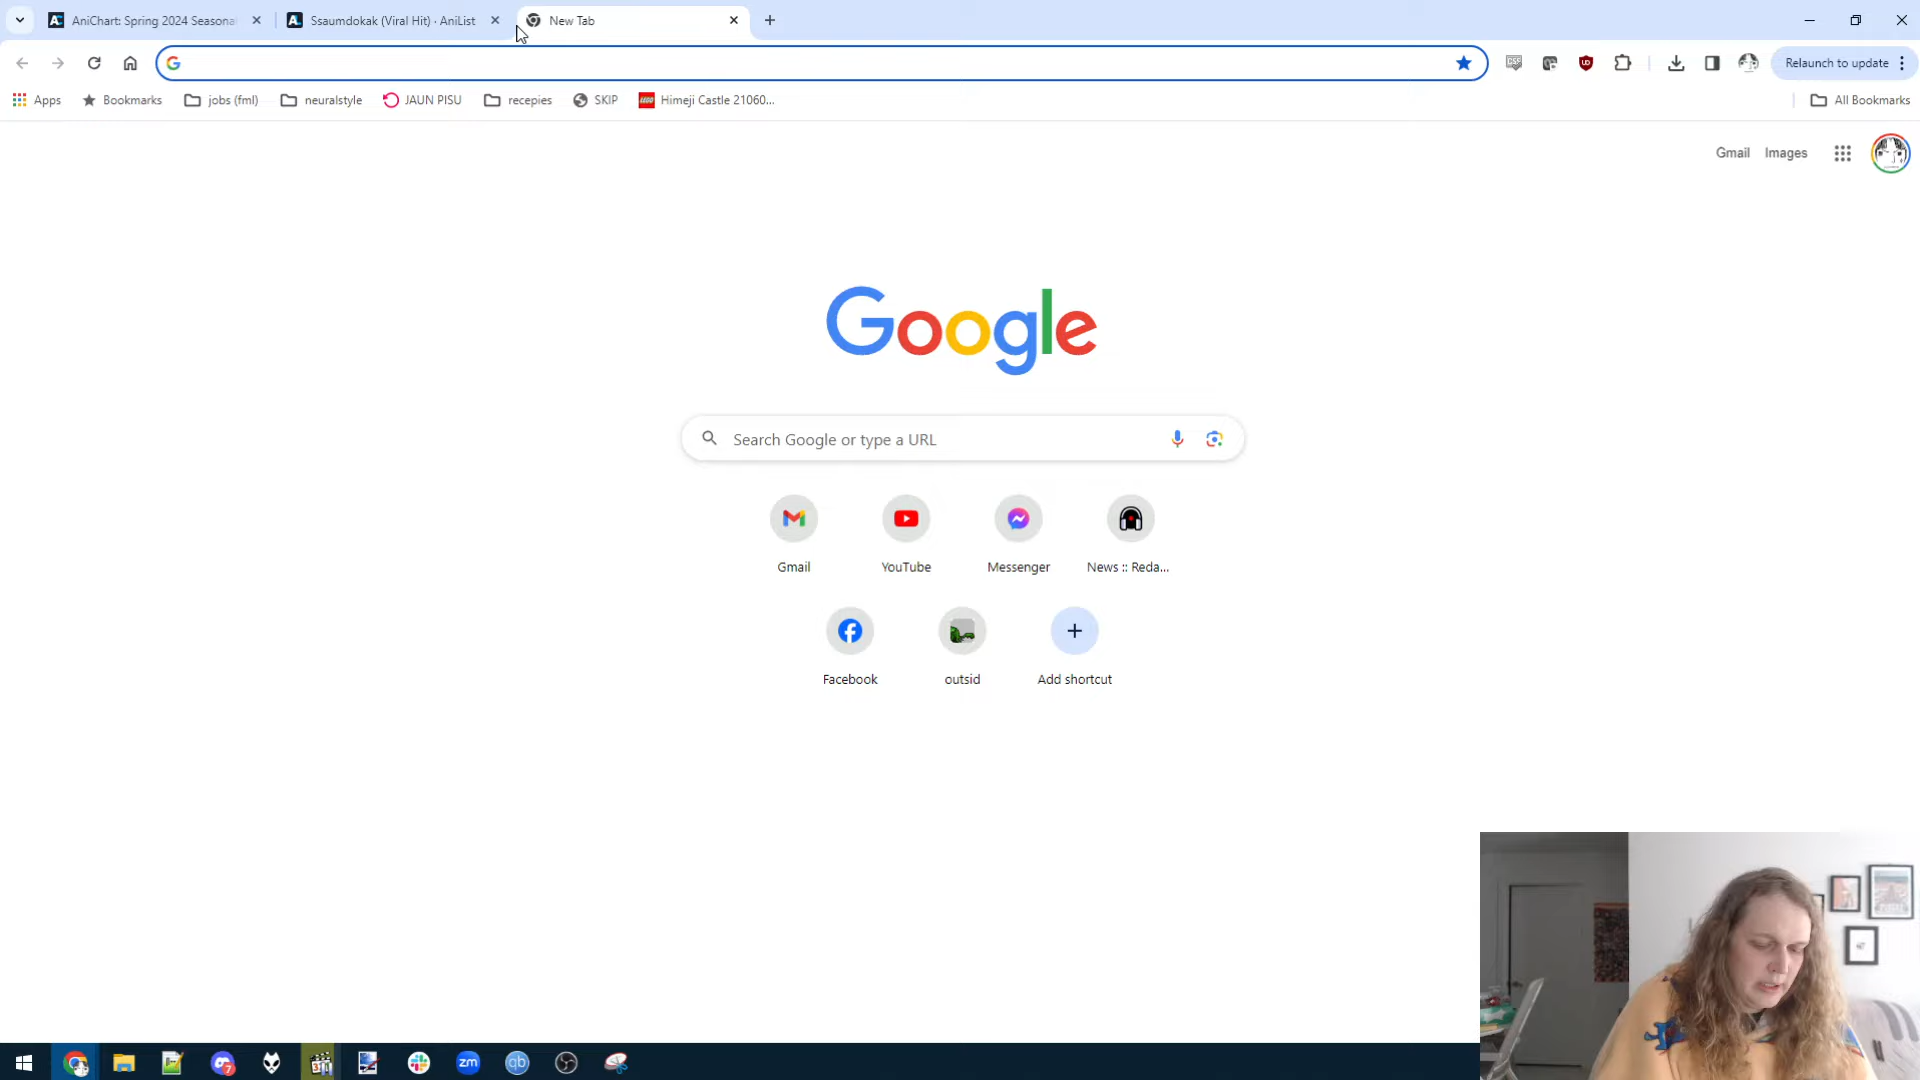 AniChart: Spring 2024 Seasona
Ssaumdokak (Viral Hit) · AniList
New Tab
Relaunch to update
Apps
Bookmarks
jobs (fml)
neuralstyle
JAUN PISU
recepies
SKIP
Himeji Castle 21060...
All Bookmarks
Gmail
Images
Google
Search Google or type a URL
Gmail
YouTube
Messenger
News :: Reda...
Facebook
outsid
Add shortcut
zm
qb